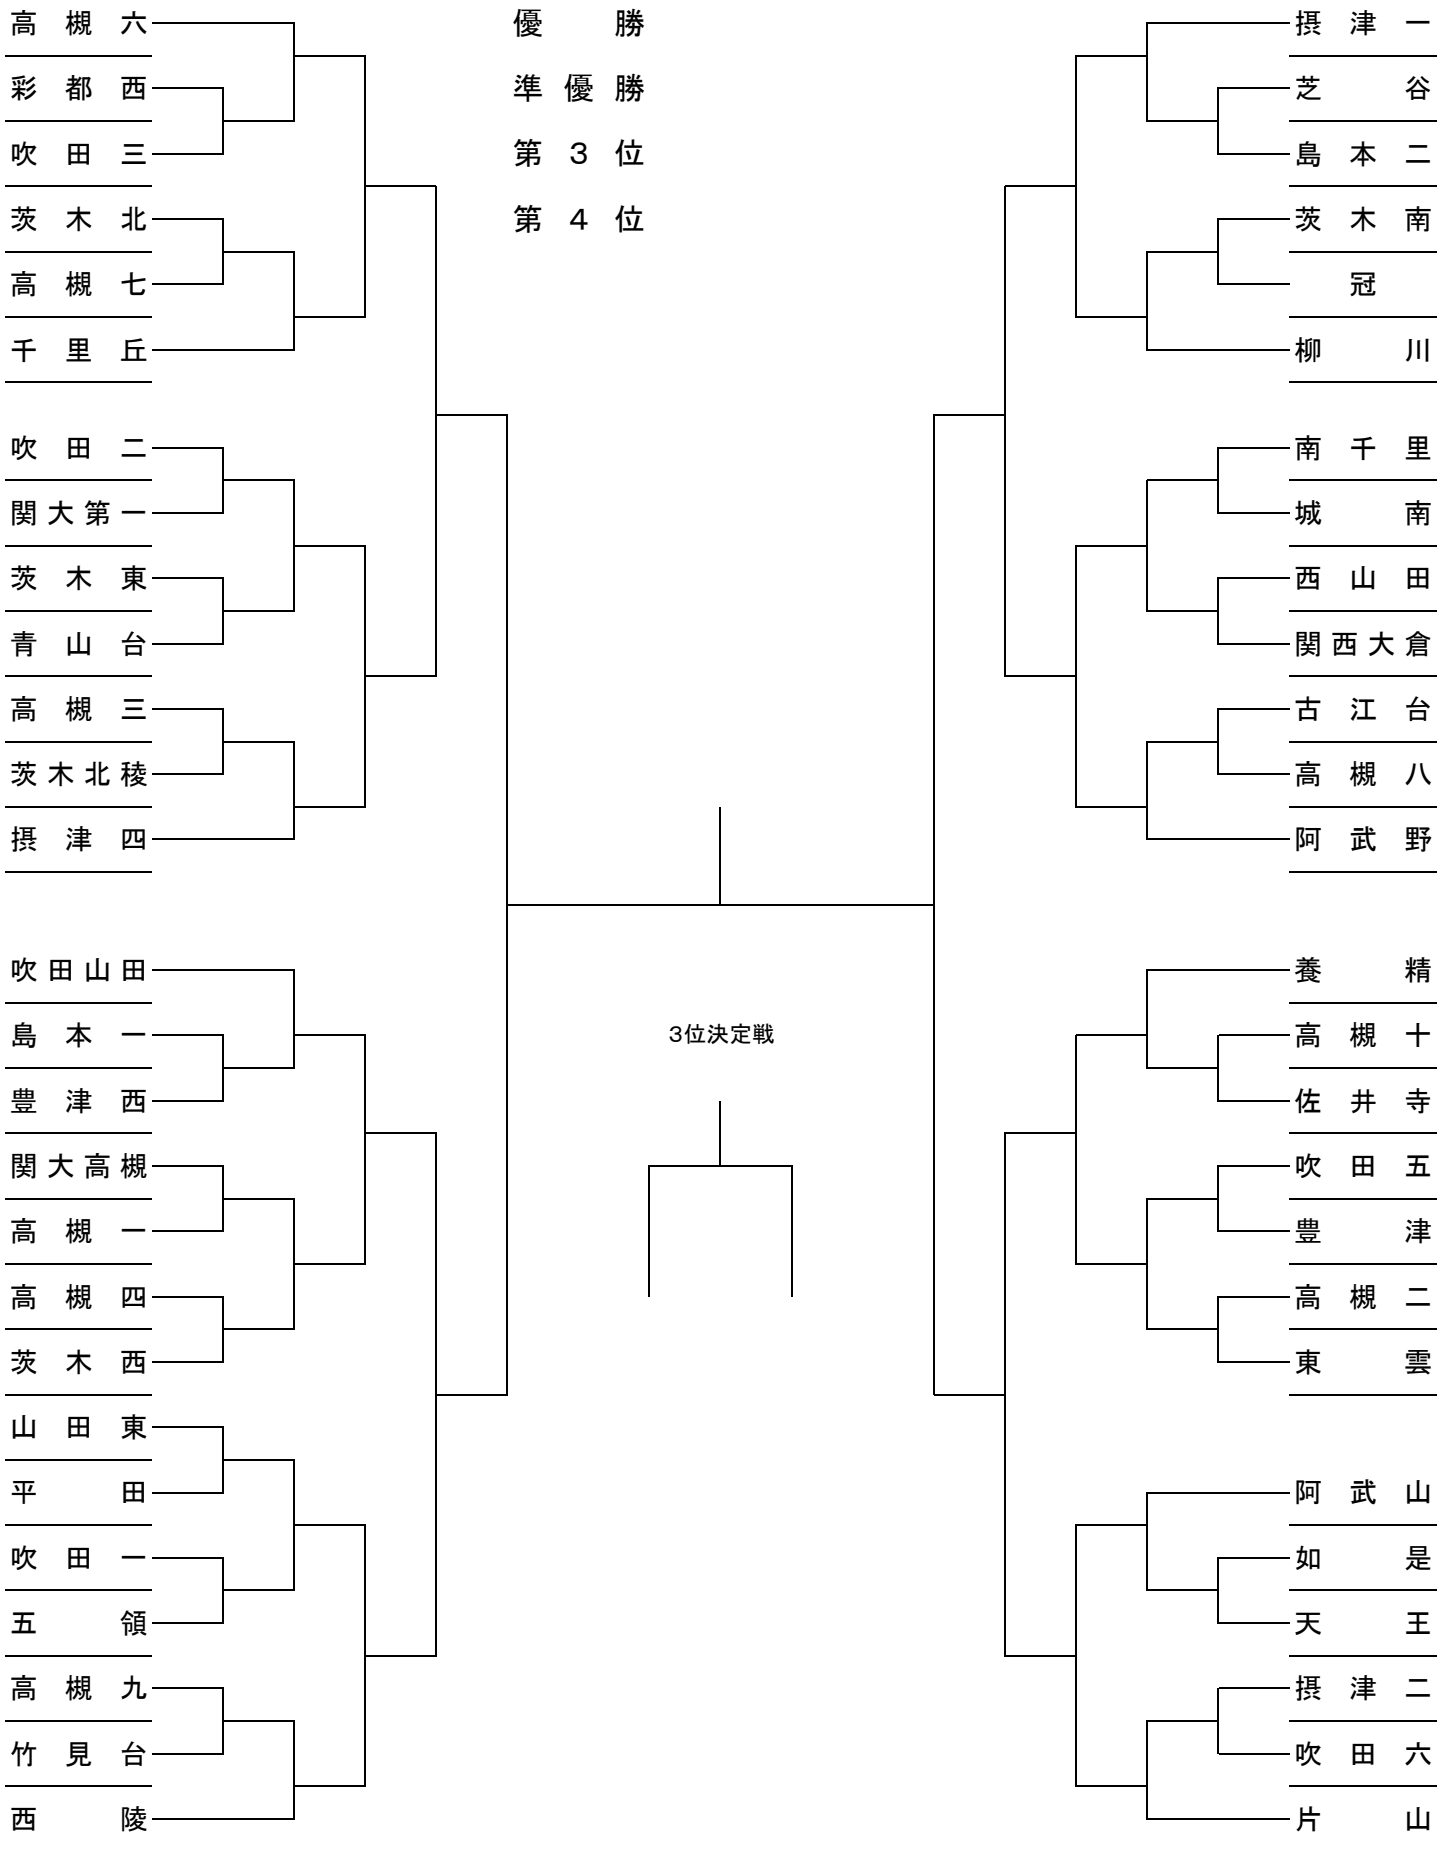 高槻六
彩都西
吹田三
茨木北
高槻七
千里丘
吹田二
関大第一
茨木東
青山台
高槻三
茨木北稜
摂津四
吹田山田
島本一
豊津西
関大高槻
高槻一
高槻四
茨木西
山田東
平田
吹田一
五領
高槻九
竹見台
西陵
優勝
準優勝
第3位
第4位
3位決定戦
摂津一
芝谷
島本二
茨木南
冠
柳川
南千里
城南
西山田
関西大倉
古江台
高槻八
阿武野
養精
高槻十
佐井寺
吹田五
豊津
高槻二
東雲
阿武山
如是
天王
摂津二
吹田六
片山